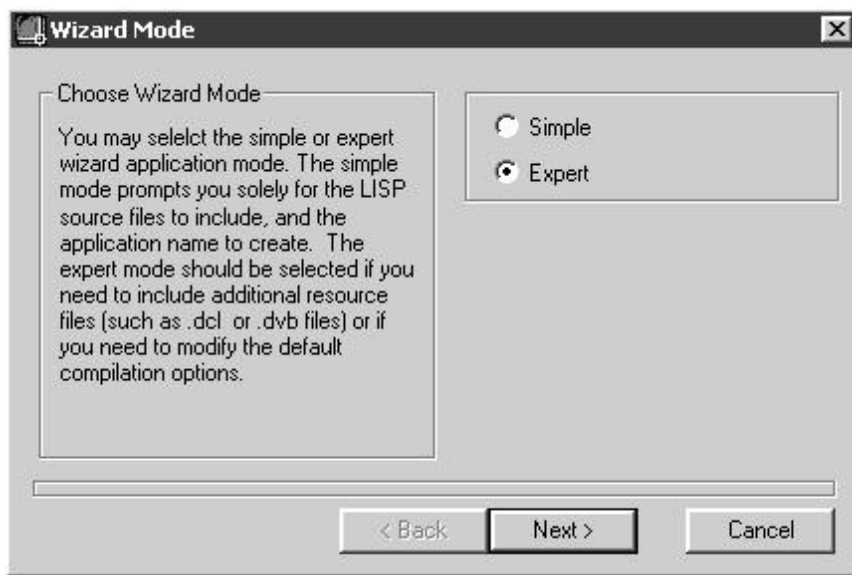 Wizard Mode
Choose Wizard Mode
You may selelct the simple or expert
wizard application mode. The simple
mode prompts you solely for the LISP
source files to include, and the
application name to create.  The
expert mode should be selected if you
need to include additional resource
files (such as .dcl  or .dvb files) or if
you need to modify the default
compilation options.
Simple
Expert
< Back
Next >
Cancel